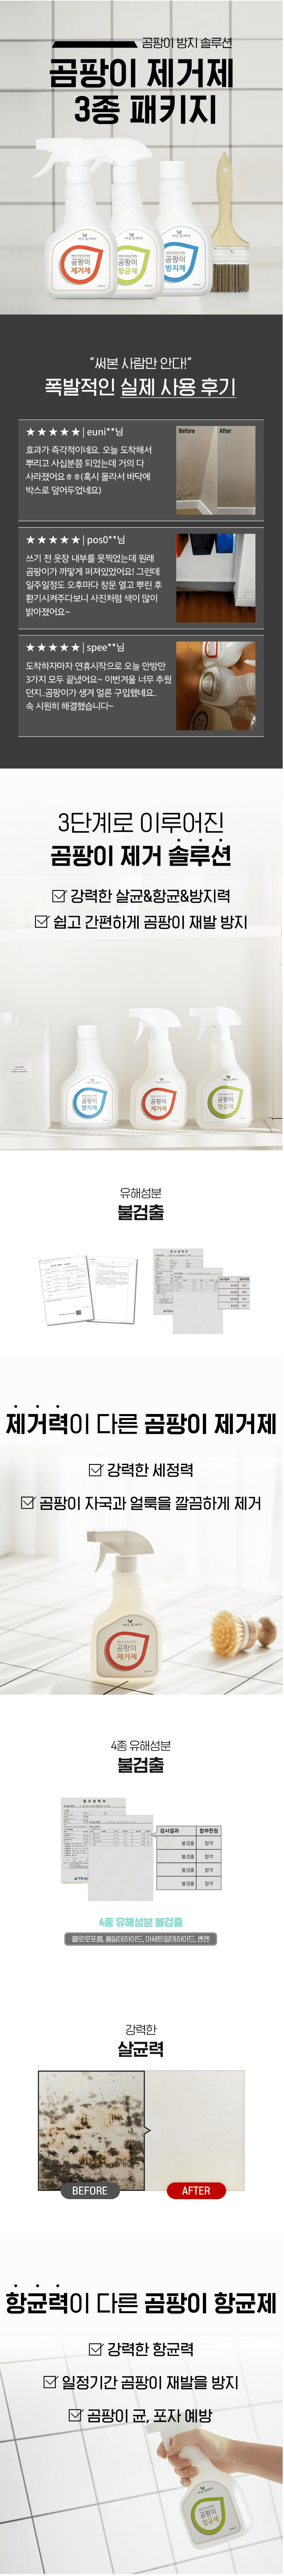 곰팡이 방지 솔루션
곰팡이 제거제
3종 패키지
곰팡이
제거제
곰팡이
항균제
곰팡이
방지제
“써본 사람만 안다!”
폭발적인 실제 사용 후기
★★★★★ | euni**님
효과가 즉각적이네요. 오늘 도착해서
뿌리고 사십분쯤 되었는데 거의 다
사라졌어요ㅎㅎ(혹시 몰라서 바닥에
박스로 덮어두었네요)
Before
After
★★★★★ | pos0**님
쓰기 전 옷장 내부를 못찍었는데 원래
곰팡이가 까맣게 퍼져있었어요! 그런데
일주일정도 오후마다 창문 열고 뿌린 후
환기시켜주다보니 사진처럼 색이 많이
밝아졌어요~
★★★★★ | spee**님
도착하자마자 연휴시작으로 오늘 안방만
3가지 모두 끝냈어요~ 이번겨울 너무 추웠
던지..곰팡이가 생겨 얼른 구입했네요..
속 시원히 해결했습니다~
3단계로 이루어진
곰팡이 제거 솔루션
강력한 살균&항균&방지력
쉽고 간편하게 곰팡이 재발 방지
곰팡이
방지제
곰팡이
제거제
곰팡이
항균제
유해성분
불검출
제거력이 다른 곰팡이 제거제
강력한 세정력
곰팡이 자국과 얼룩을 깔끔하게 제거
곰팡이
제거제
4종 유해성분
불검출
검사결과 합부판정
불검출 합격
불검출 합격
불검출 합격
불검출 합격
4종 유해성분 불검출
클로로포름, 폼알데하이드, 아세트알데하이드, 벤젠
강력한
살균력
BEFORE
AFTER
항균력이 다른 곰팡이 항균제
강력한 항균력
일정기간 곰팡이 재발을 방지
곰팡이 균, 포자 예방
곰팡이
항균제